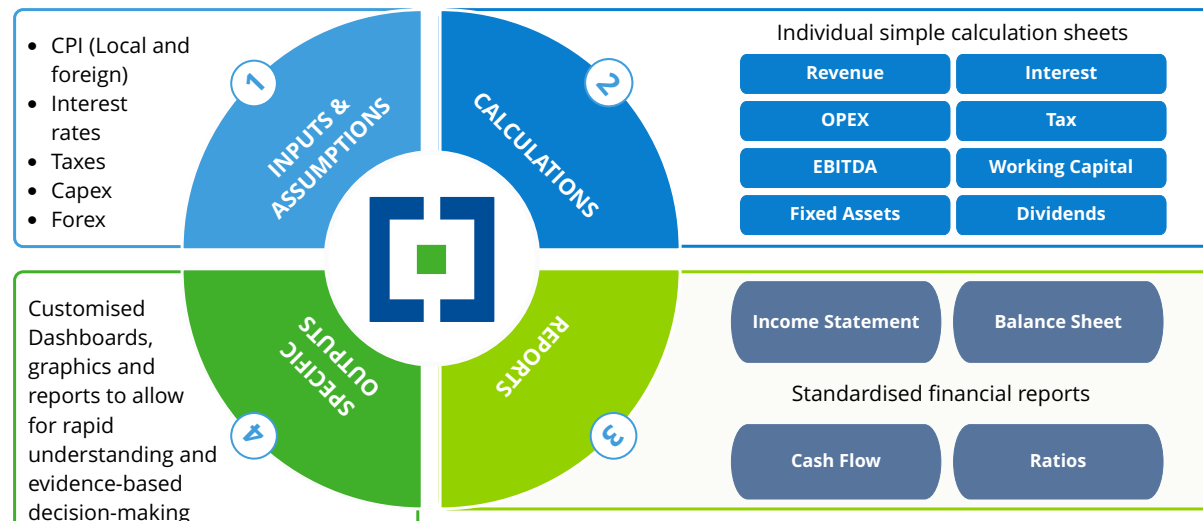 • CPI (Local and
foreign)
• Interest
rates
• Taxes
• Capex
• Forex
1
INPUTS &
ASSUMPTIONS
2
CALCULATIONS
Individual simple calculation sheets
Revenue
Interest
OPEX
Tax
EBITDA
Working Capital
Fixed Assets
Dividends
Customised
Dashboards,
graphics and
reports to allow
for rapid
understanding and
evidence-based
decision-making
SPECIFIC
OUTPUTS
4
REPORTS
3
Income Statement
Balance Sheet
Standardised financial reports
Cash Flow
Ratios